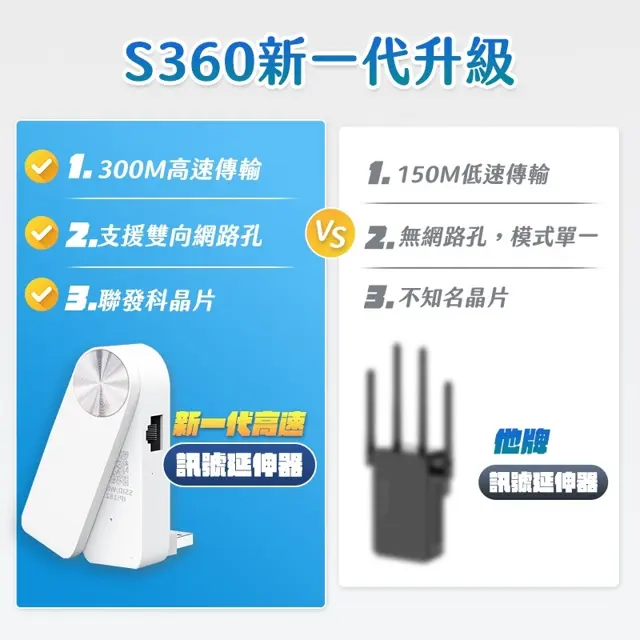 S360新一代升級
1. 300M高速傳輸
2.支援雙向網路孔
3.聯發科晶片
VS
1. 150M低速傳輸
2.無網路孔，模式單一
3.不知名晶片
新一代高速
訊號延伸器
他牌
訊號延伸器